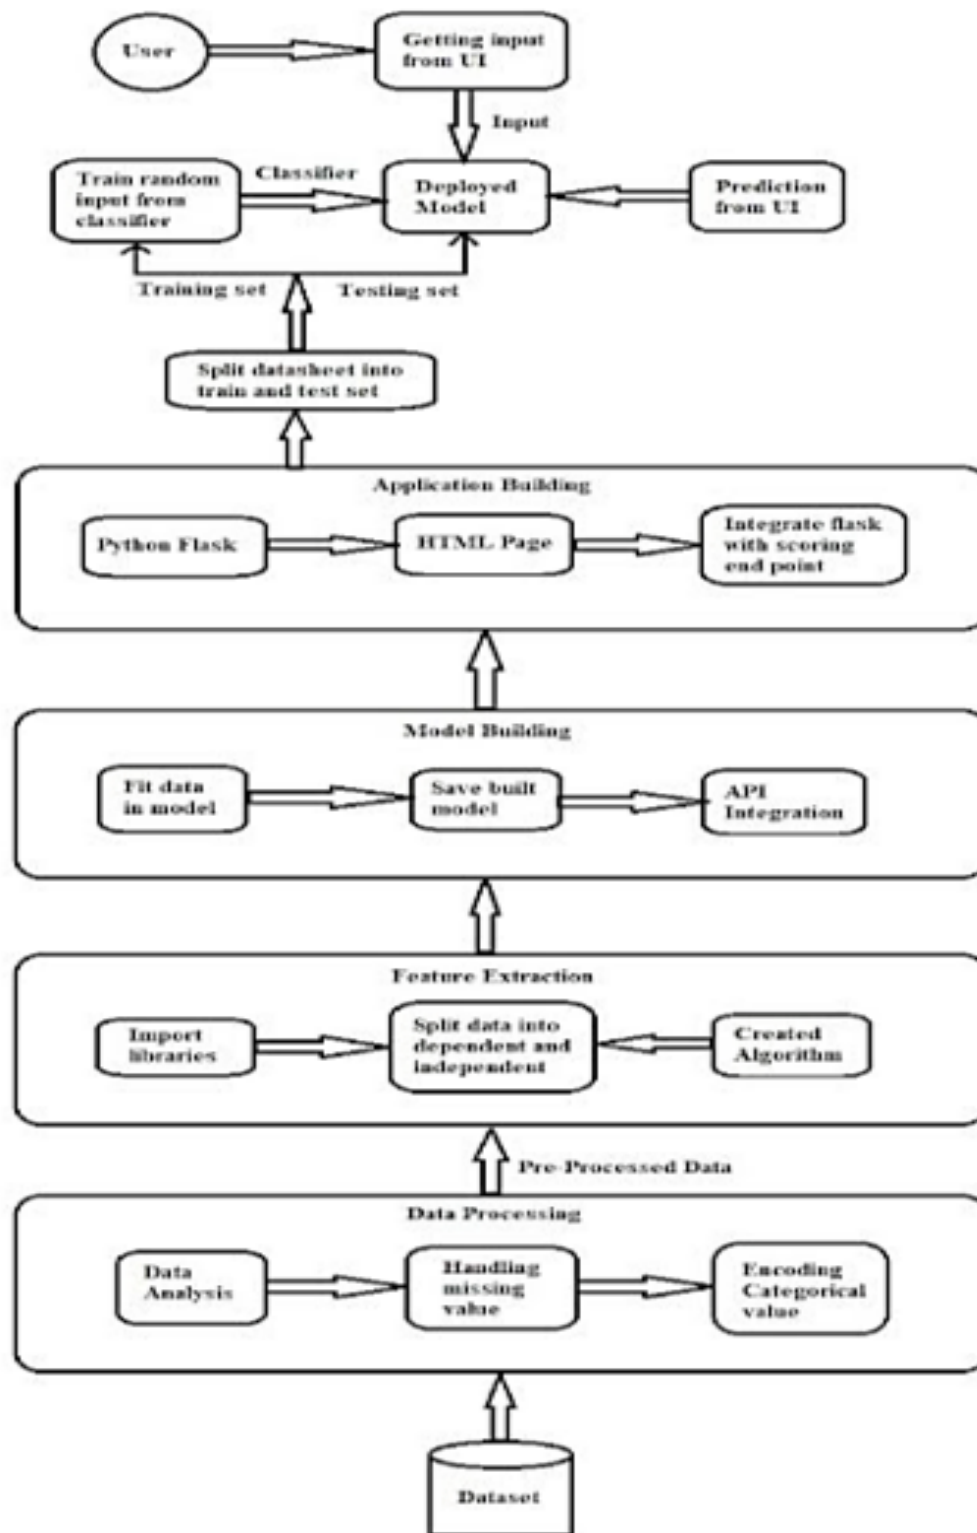 User
Getting input
from UI
Input
Train random
input from
classifier
Classifier
Deployed
Model
Prediction
from UI
Training set
Testing set
Split datasheet into
train and test set
Application Building
Python Flask
HTML Page
Integrate flask
with scoring
end point
Model Building
Fit data
in model
Save built
model
API
Integration
Feature Extraction
Import
libraries
Split data into
dependent and
independent
Created
Algorithm
Pre-Processed Data
Data Processing
Data
Analysis
Handling
missing
value
Encoding
Categorical
value
Dataset